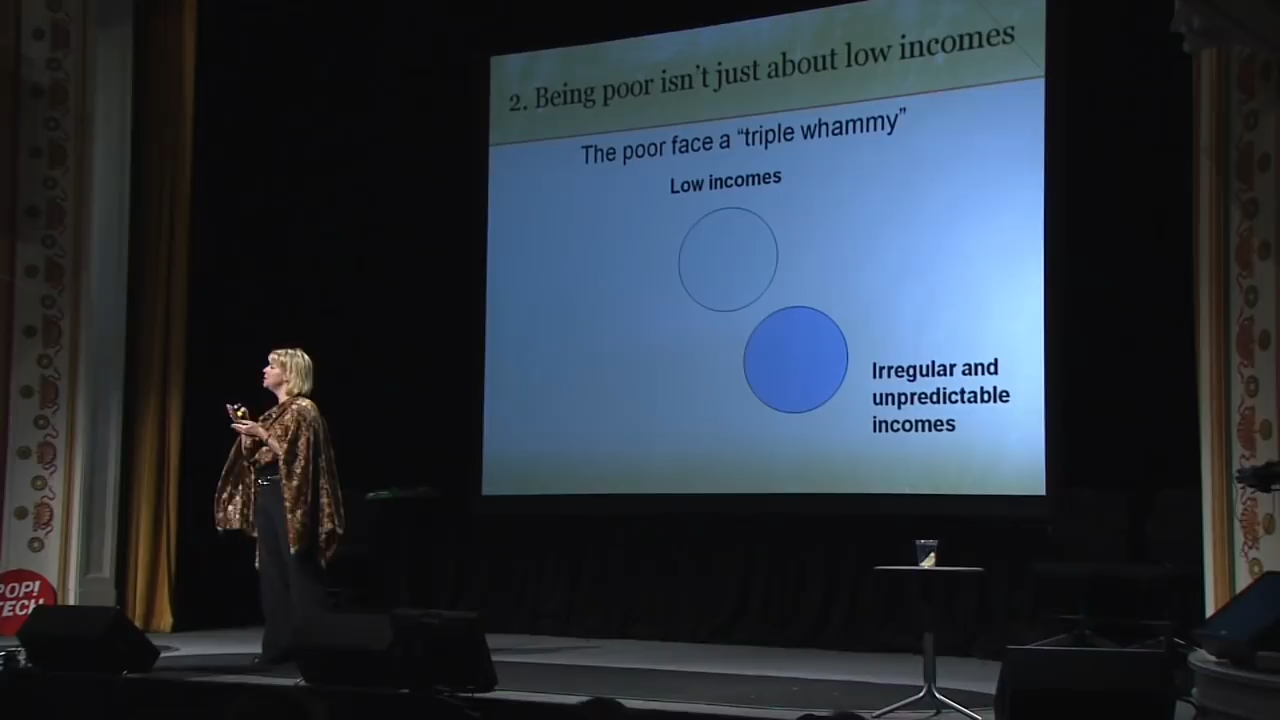 2. Being poor isn't just about low incomes
The poor face a “triple whammy”
Low incomes
Irregular and
unpredictable
incomes
POP!
TECH